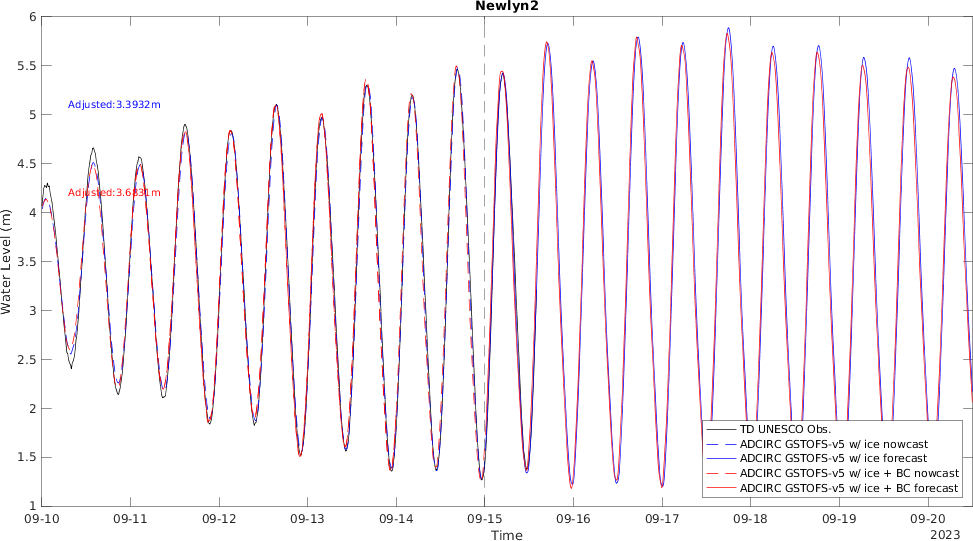 Newlyn2
Water Level (m)
6
5.5
5
4.5
4
3.5
3
2.5
2
1.5
1
Adjusted:3.3932m
Adjusted:3.6831m
TD UNESCO Obs.
ADCIRC GSTOFS-v5 w/ ice nowcast
ADCIRC GSTOFS-v5 w/ ice forecast
ADCIRC GSTOFS-v5 w/ ice + BC nowcast
ADCIRC GSTOFS-v5 w/ ice + BC forecast
09-10 09-11 09-12 09-13 09-14 09-15 09-16 09-17 09-18 09-19 09-20
Time
2023